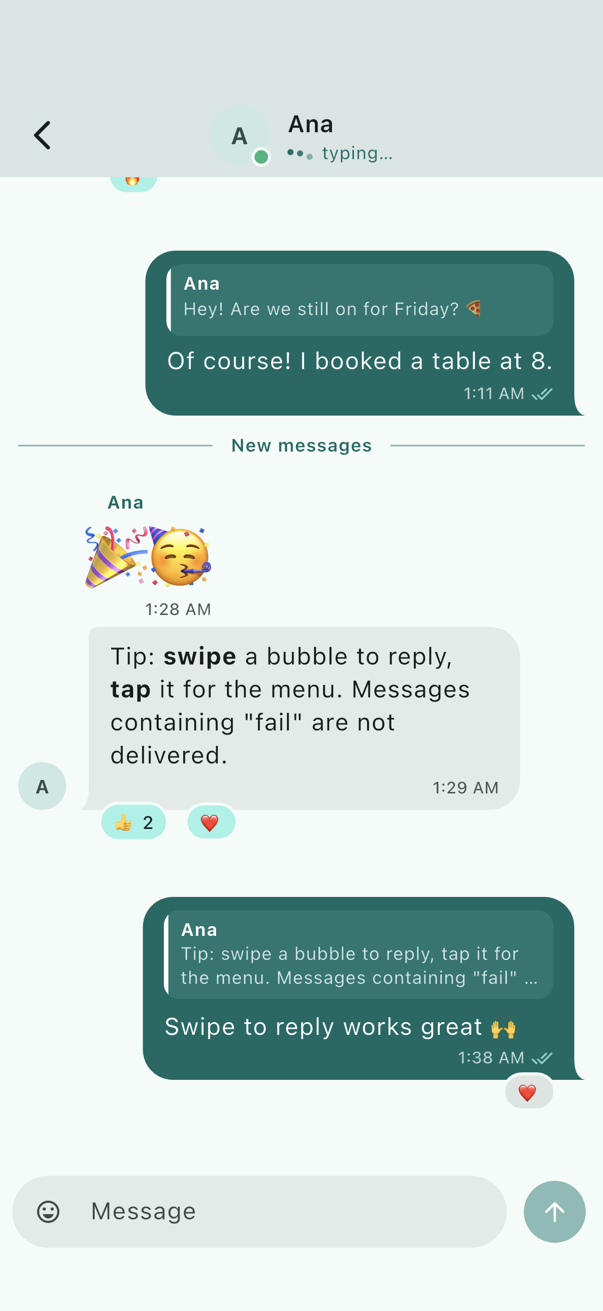 A
Ana
typing...
Ana
Hey! Are we still on for Friday? 🍕
Of course! I booked a table at 8.
1:11 AM
New messages
Ana
🎉🥳
1:28 AM
Tip: swipe a bubble to reply,
tap it for the menu. Messages
containing "fail" are not
delivered.
A
1:29 AM
👍 2 ❤️
Ana
Tip: swipe a bubble to reply, tap it for
the menu. Messages containing "fail" ...
Swipe to reply works great 🙌
1:38 AM
❤️
Message